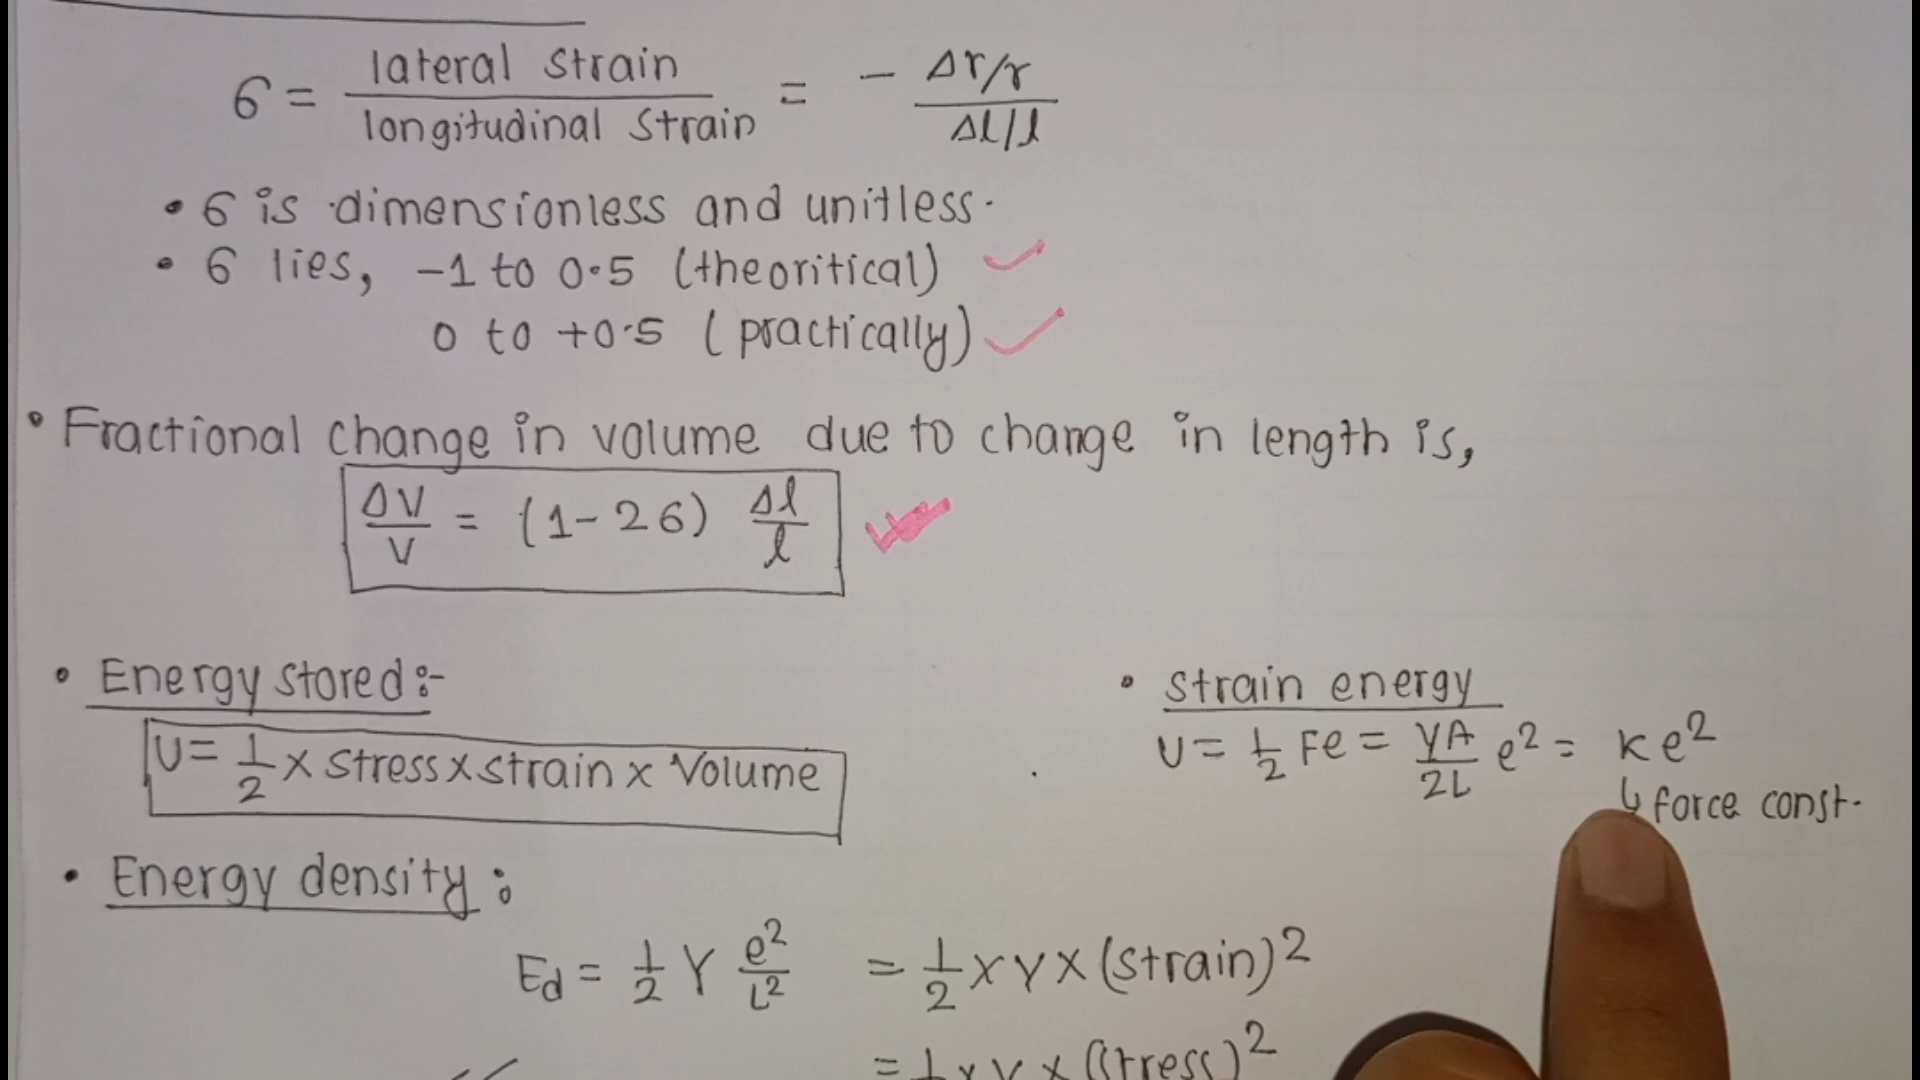 6 = lateral strain / longitudinal strain = - Δr/r / Δl/l
• 6 is dimensionless and unitless.
• 6 lies, -1 to 0.5 (theoritical)
0 to +0.5 (practically)
• Fractional change in volume due to change in length is,
ΔV/V = (1-26) Δl/l
• Energy stored:-
U = 1/2 x stress x strain x Volume
• strain energy
U = 1/2 Fe = YA/2L e² = ke²
↳ force const.
• Energy density:
Ed = 1/2 Y e²/L² = 1/2 x Y x (strain)²
= 1 x Y x (stress)²